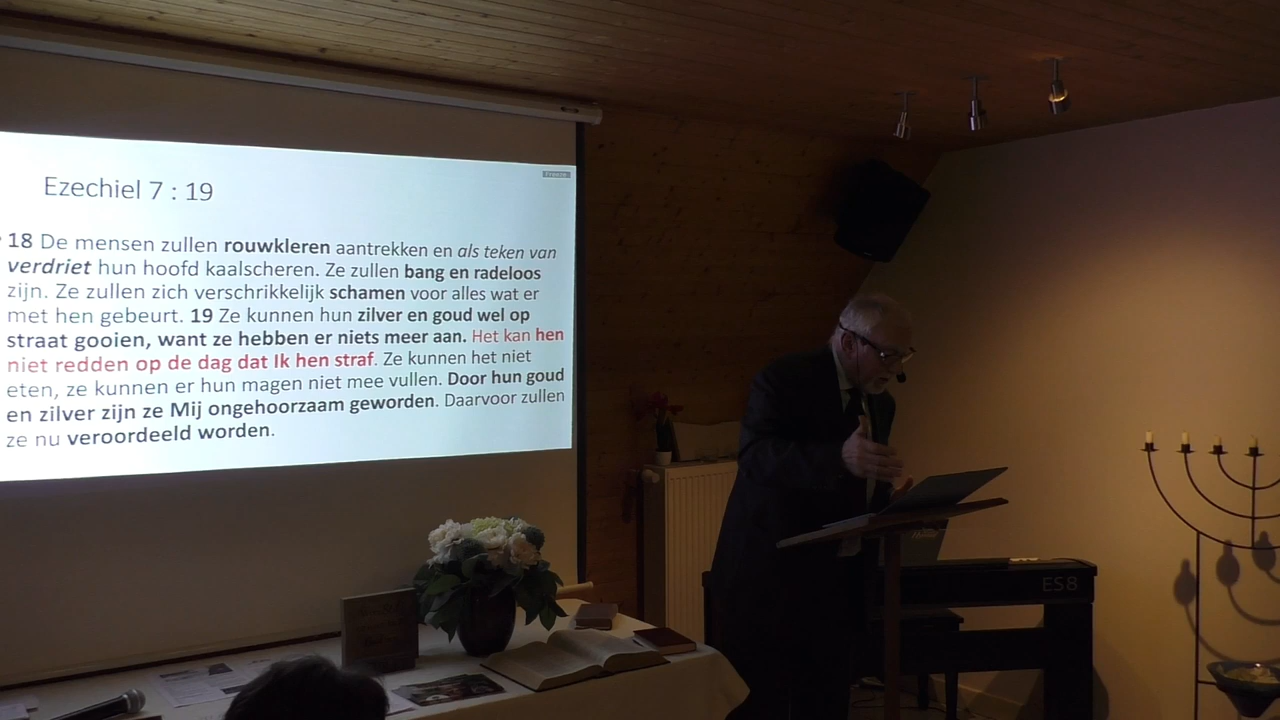 Ezechiel 7 : 19
18 De mensen zullen rouwkleren aantrekken en als teken van
verdriet hun hoofd kaalscheren. Ze zullen bang en radeloos
zijn. Ze zullen zich verschrikkelijk schamen voor alles wat er
met hen gebeurt. 19 Ze kunnen hun zilver en goud wel op
straat gooien, want ze hebben er niets meer aan. Het kan hen
niet redden op de dag dat Ik hen straf. Ze kunnen het niet
eten, ze kunnen er hun magen niet mee vullen. Door hun goud
en zilver zijn ze Mij ongehoorzaam geworden. Daarvoor zullen
ze nu veroordeeld worden.
ES8